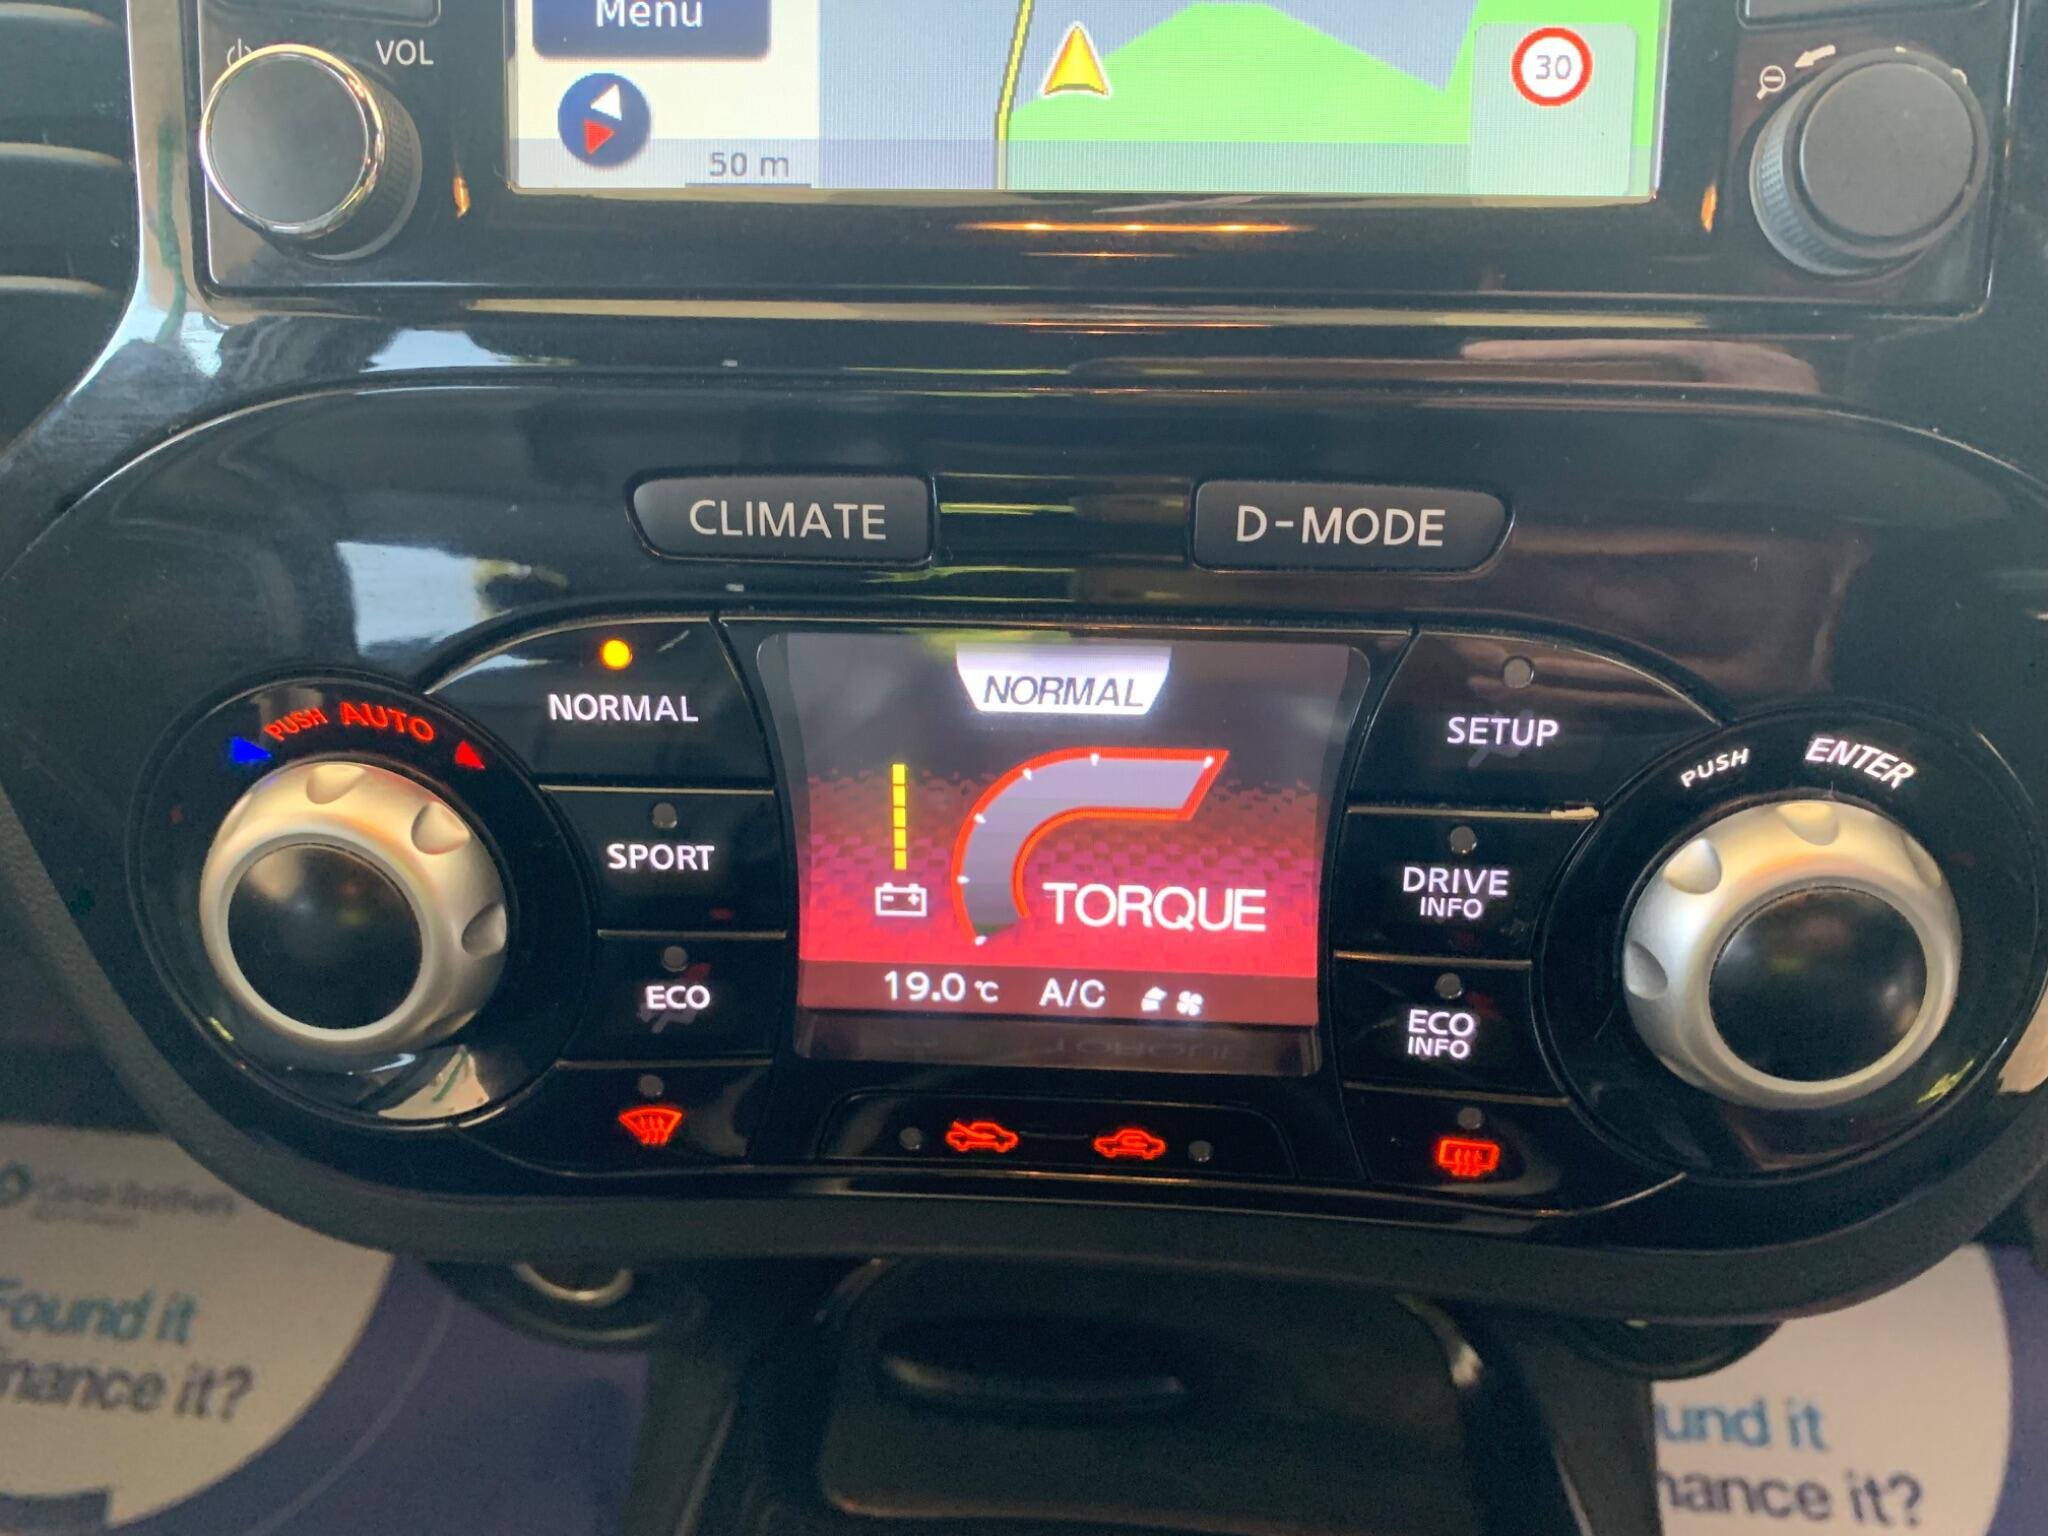 Menu
VOL
30
50 m
CLIMATE
D-MODE
NORMAL
NORMAL
SETUP
PUSH AUTO
PUSH ENTER
SPORT
DRIVE
INFO
TORQUE
ECO
19.0 °C A/C
ECO
INFO
Found it
inance it?
und it
nance it?